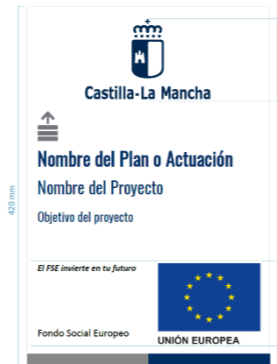 Castilla-La Mancha
Nombre del Plan o Actuación
Nombre del Proyecto
Objetivo del proyecto
420 mm
El FSE invierte en tu futuro
Fondo Social Europeo
UNIÓN EUROPEA